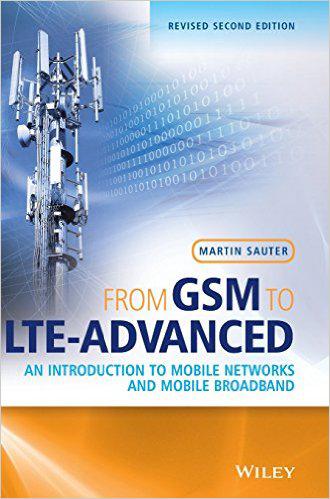 REVISED SECOND EDITION
MARTIN SAUTER
FROM GSM TO
LTE-ADVANCED
AN INTRODUCTION TO MOBILE NETWORKS
AND MOBILE BROADBAND
WILEY